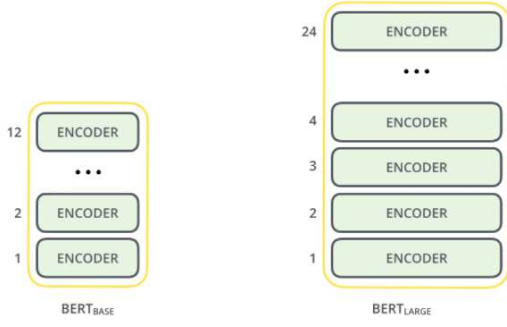 12 ENCODER
...
2 ENCODER
1 ENCODER
BERTBASE
24 ENCODER
...
4 ENCODER
3 ENCODER
2 ENCODER
1 ENCODER
BERTLARGE